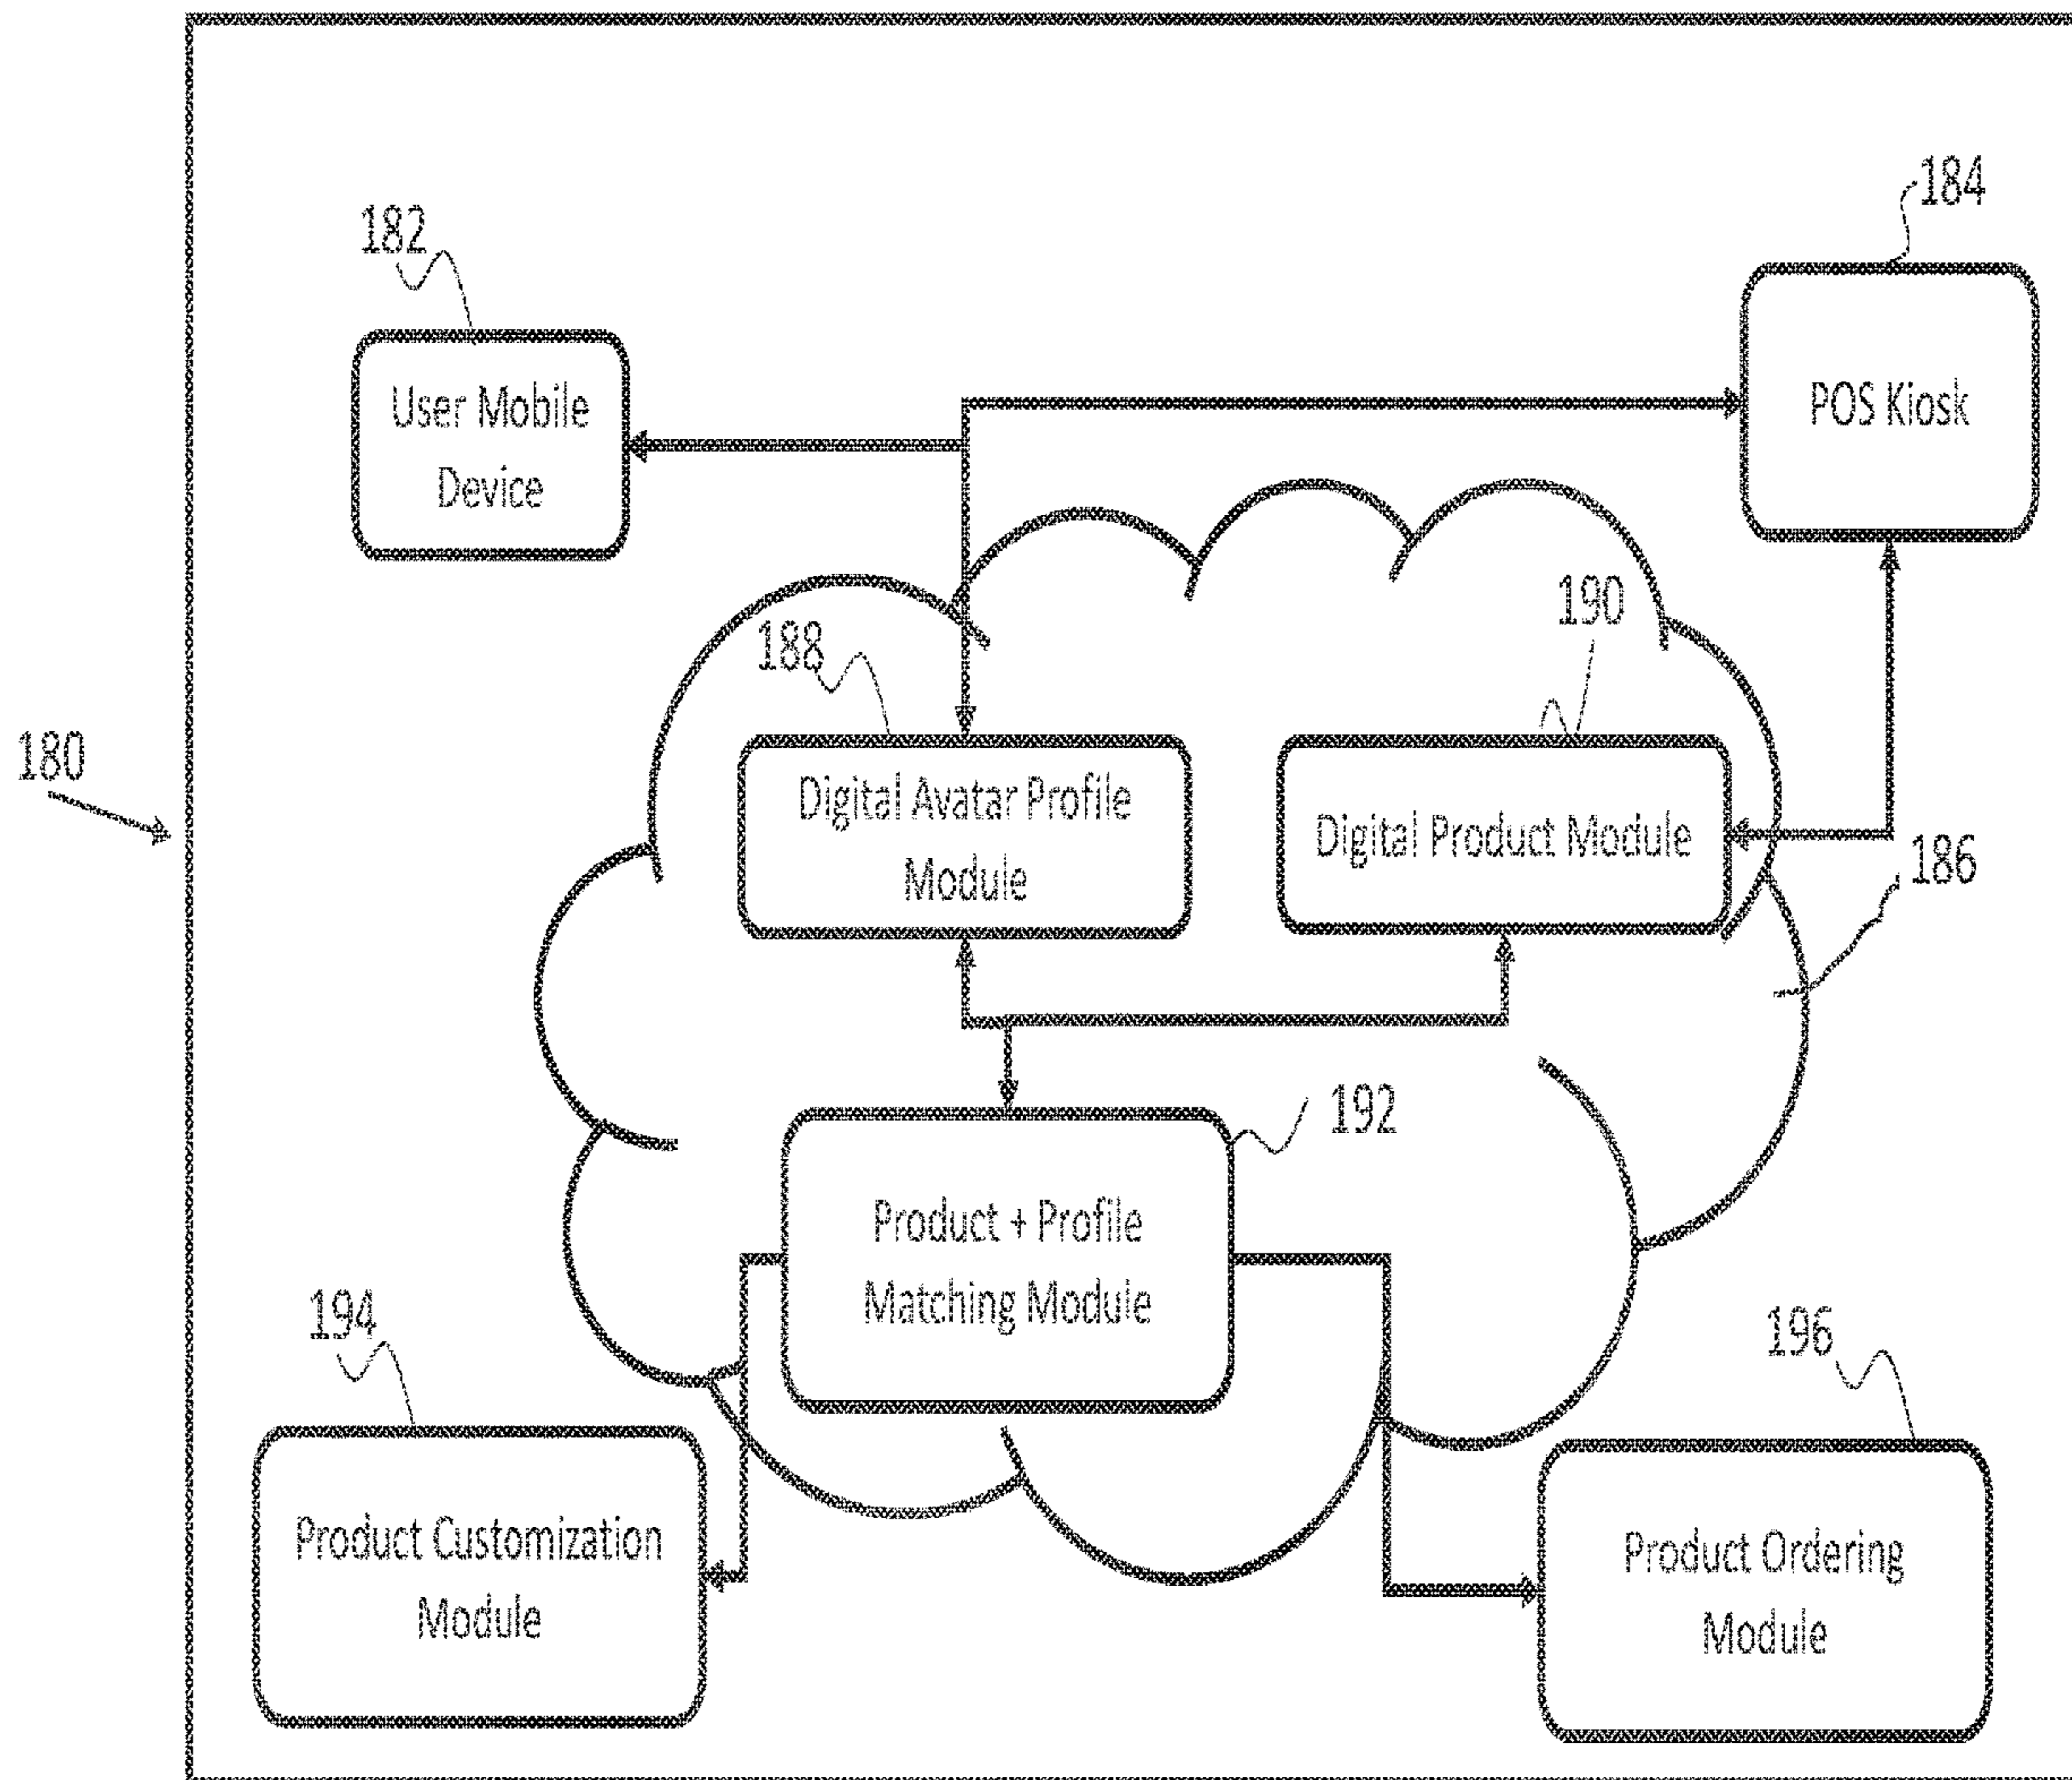 184
182
User Mobile
Device
POS Kiosk
190
188
180
Digital Avatar Profile
Module
Digital Product Module
186
192
Product + Profile
Matching Module
194
196
Product Customization
Module
Product Ordering
Module